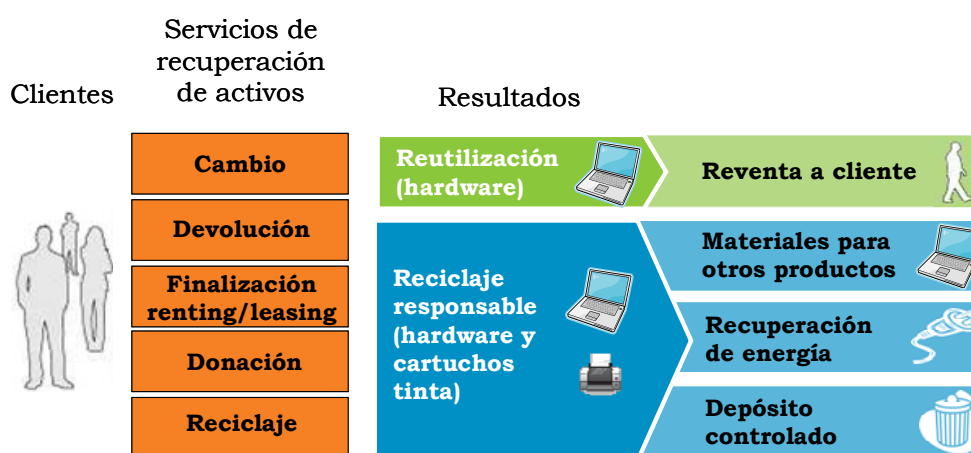 Clientes
Servicios de
recuperación
de activos
Resultados
Cambio
Devolución
Finalización
renting/leasing
Donación
Reciclaje
Reutilización
(hardware)
Reventa a cliente
Reciclaje
responsable
(hardware y
cartuchos
tinta)
Materiales para
otros productos
Recuperación
de energía
Depósito
controlado